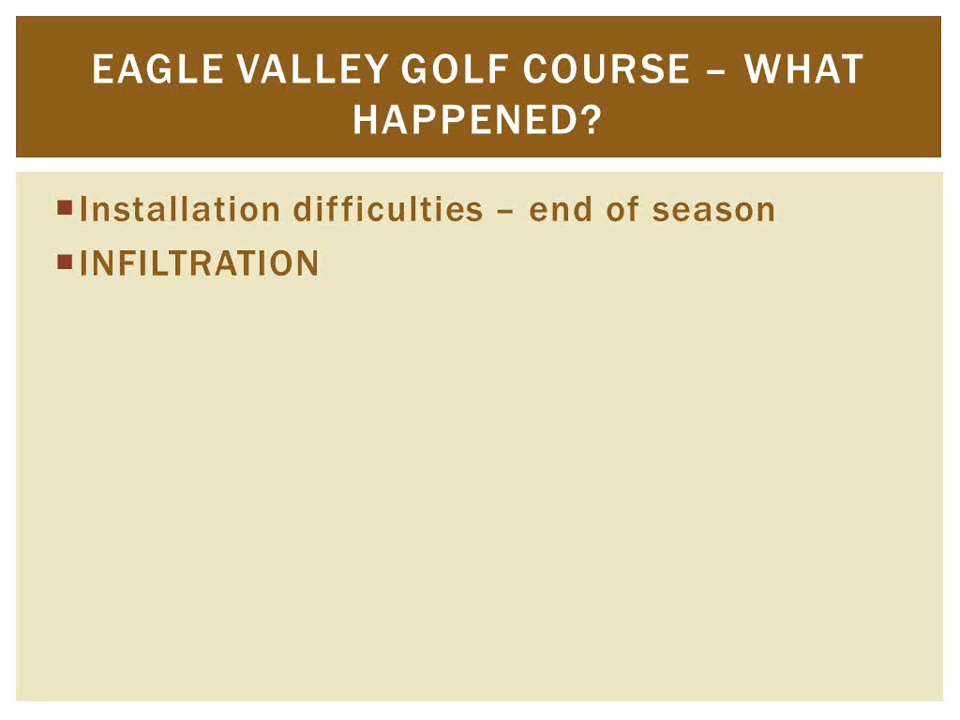 EAGLE VALLEY GOLF COURSE – WHAT
HAPPENED?
Installation difficulties – end of season
INFILTRATION